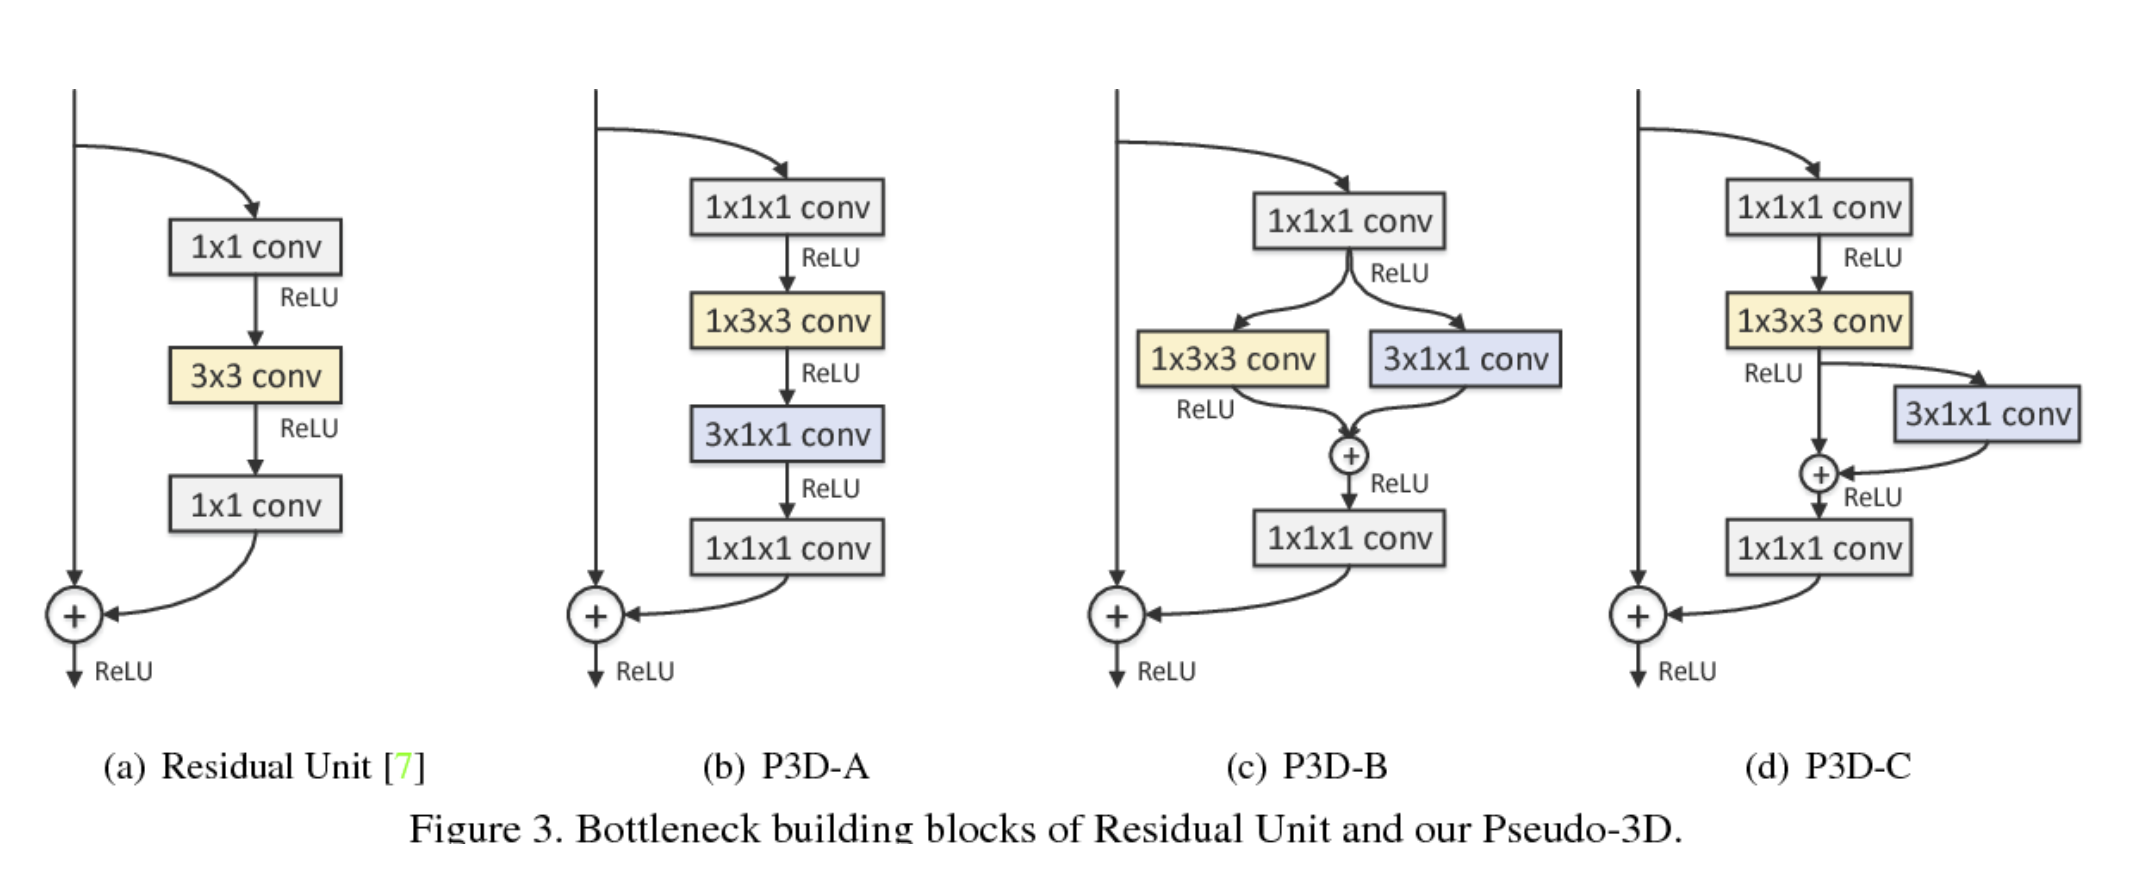 1x1 conv
ReLU
3x3 conv
ReLU
1x1 conv
+
ReLU
(a) Residual Unit [7]
1x1x1 conv
ReLU
1x3x3 conv
ReLU
3x1x1 conv
ReLU
1x1x1 conv
+
ReLU
(b) P3D-A
1x1x1 conv
ReLU
1x3x3 conv
3x1x1 conv
ReLU
+
ReLU
1x1x1 conv
+
ReLU
(c) P3D-B
1x1x1 conv
ReLU
1x3x3 conv
ReLU
3x1x1 conv
+
ReLU
1x1x1 conv
+
ReLU
(d) P3D-C
Figure 3. Bottleneck building blocks of Residual Unit and our Pseudo-3D.